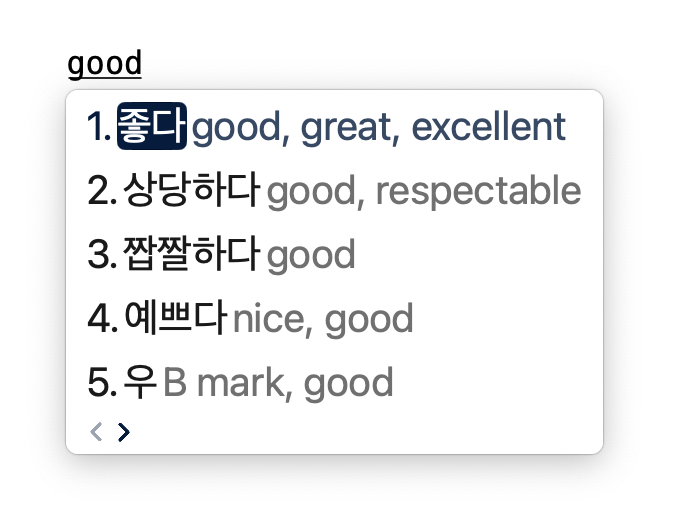 good
1. 좋다 good, great, excellent
2. 상당하다 good, respectable
3. 짭짤하다 good
4. 예쁘다 nice, good
5. 우 B mark, good